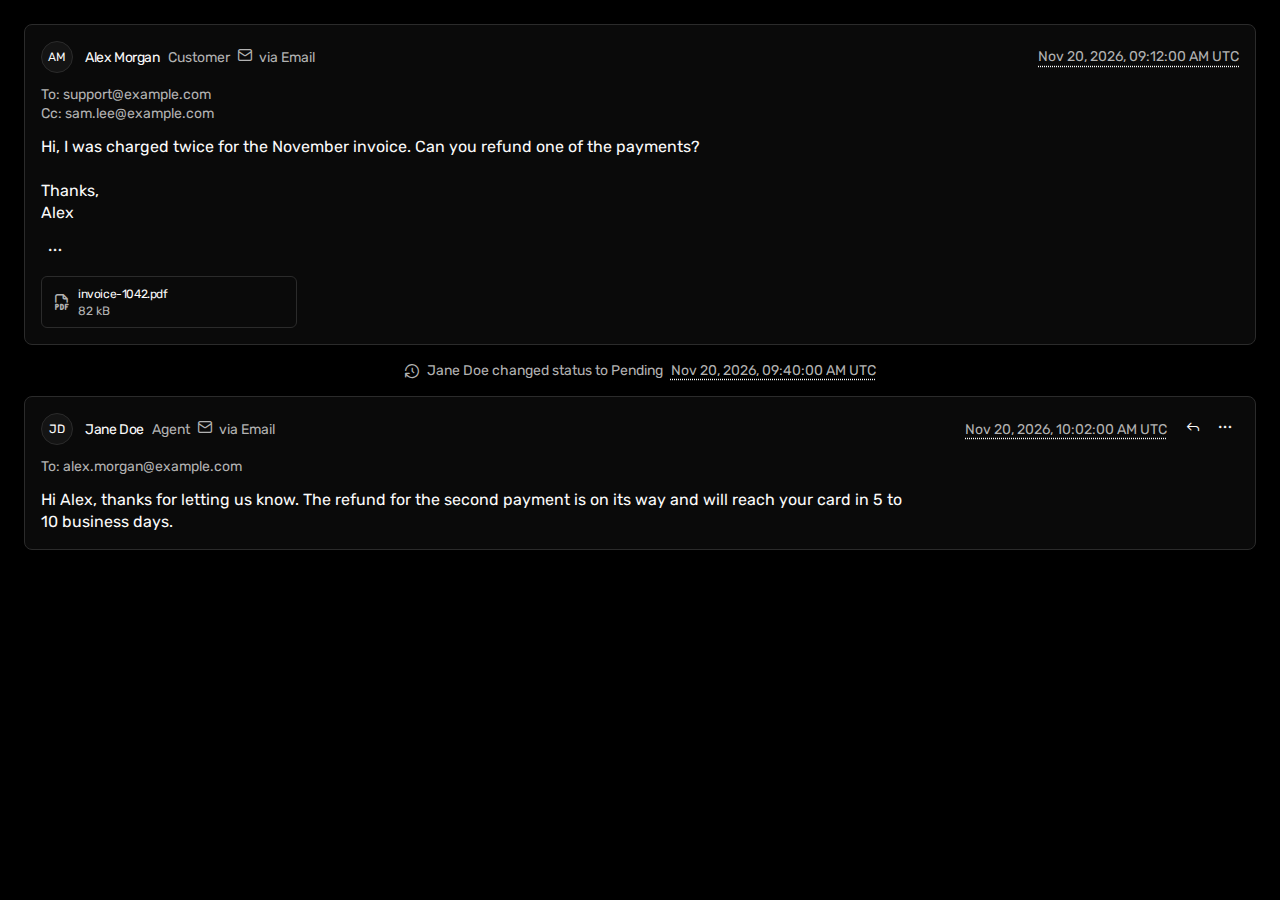 AM Alex Morgan Customer via Email Nov 20, 2026, 09:12:00 AM UTC
To: support@example.com
Cc: sam.lee@example.com
Hi, I was charged twice for the November invoice. Can you refund one of the payments?
Thanks,
Alex
...
invoice-1042.pdf
PDF
82 kB
Jane Doe changed status to Pending Nov 20, 2026, 09:40:00 AM UTC
JD Jane Doe Agent via Email Nov 20, 2026, 10:02:00 AM UTC ...
To: alex.morgan@example.com
Hi Alex, thanks for letting us know. The refund for the second payment is on its way and will reach your card in 5 to
10 business days.